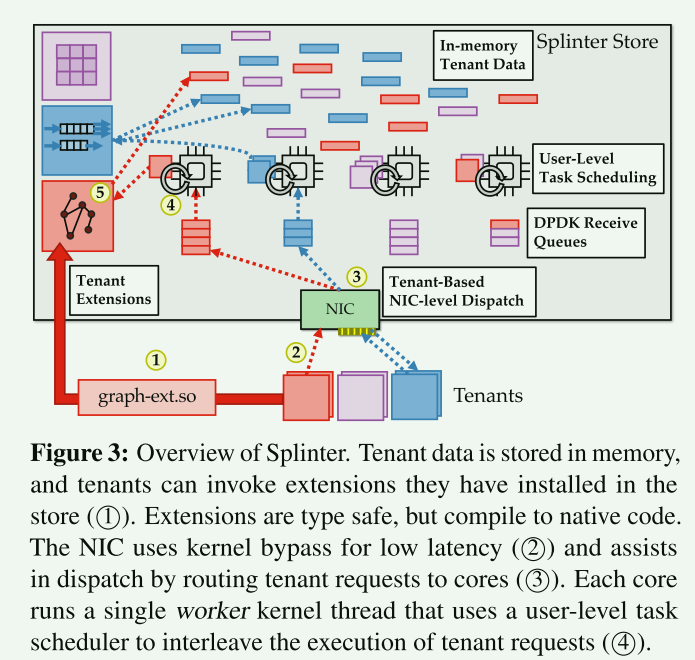 In-memory
Tenant Data
Splinter Store
User-Level
Task Scheduling
5
4
DPDK Receive
Queues
Tenant
Extensions
3
Tenant-Based
NIC-level Dispatch
NIC
1
2
graph-ext.so
Tenants
Figure 3: Overview of Splinter. Tenant data is stored in memory,
and tenants can invoke extensions they have installed in the
store (①). Extensions are type safe, but compile to native code.
The NIC uses kernel bypass for low latency (②) and assists
in dispatch by routing tenant requests to cores (③). Each core
runs a single worker kernel thread that uses a user-level task
scheduler to interleave the execution of tenant requests (④).